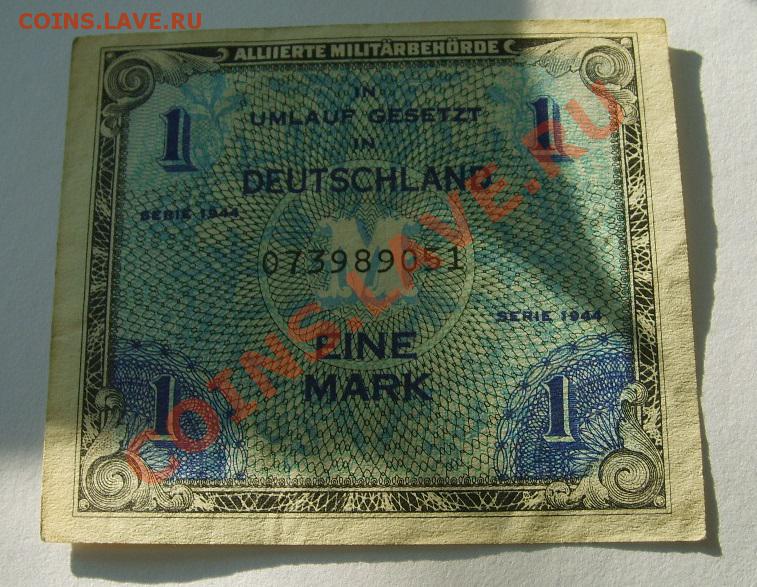 COINS.LAVE.RU
ALLIIERTE MILITÄRBEHÖRDE
IN
1 UMLAUF GESETZT 1
IN
DEUTSCHLAND
SERIE 1944
M
073989051
SERIE 1944
EINE
1 MARK 1
COINS.LAVE.RU